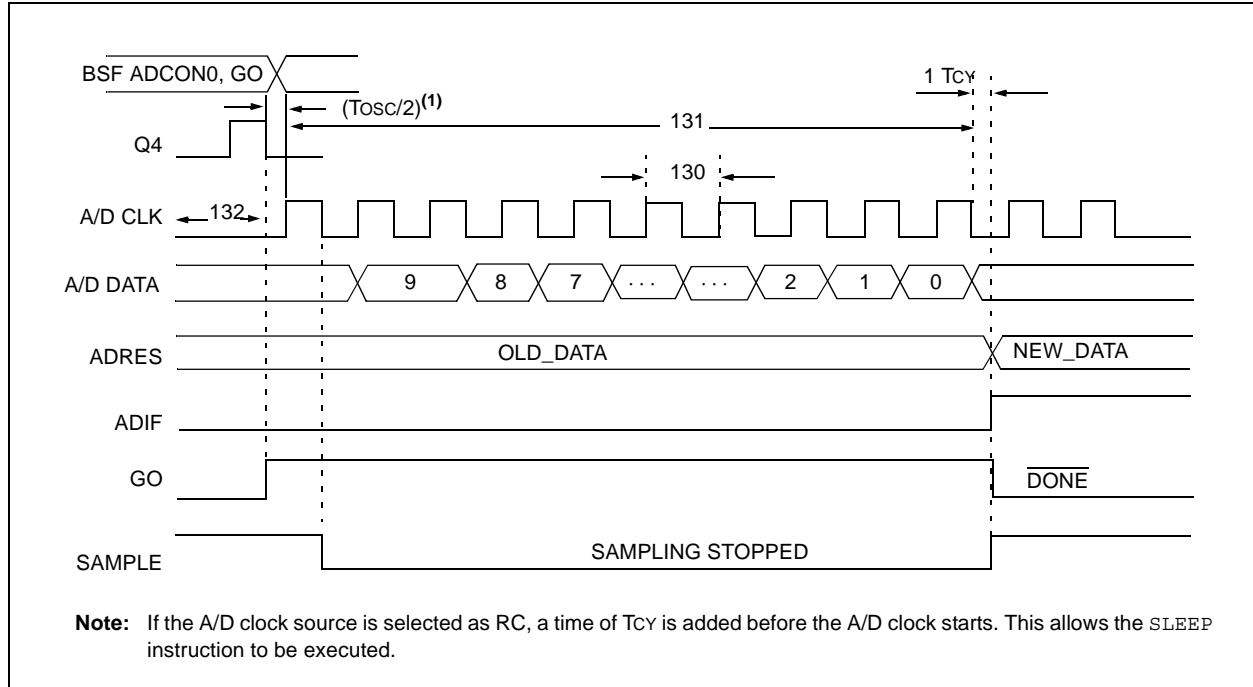 BSF ADCON0, GO
1 TCY
(TOSC/2)(1)
131
Q4
130
A/D CLK
132
A/D DATA
9 8 7 . . . . . . 2 1 0
ADRES
OLD_DATA
NEW_DATA
ADIF
GO
DONE
SAMPLE
SAMPLING STOPPED
Note: If the A/D clock source is selected as RC, a time of TCY is added before the A/D clock starts. This allows the SLEEP
instruction to be executed.